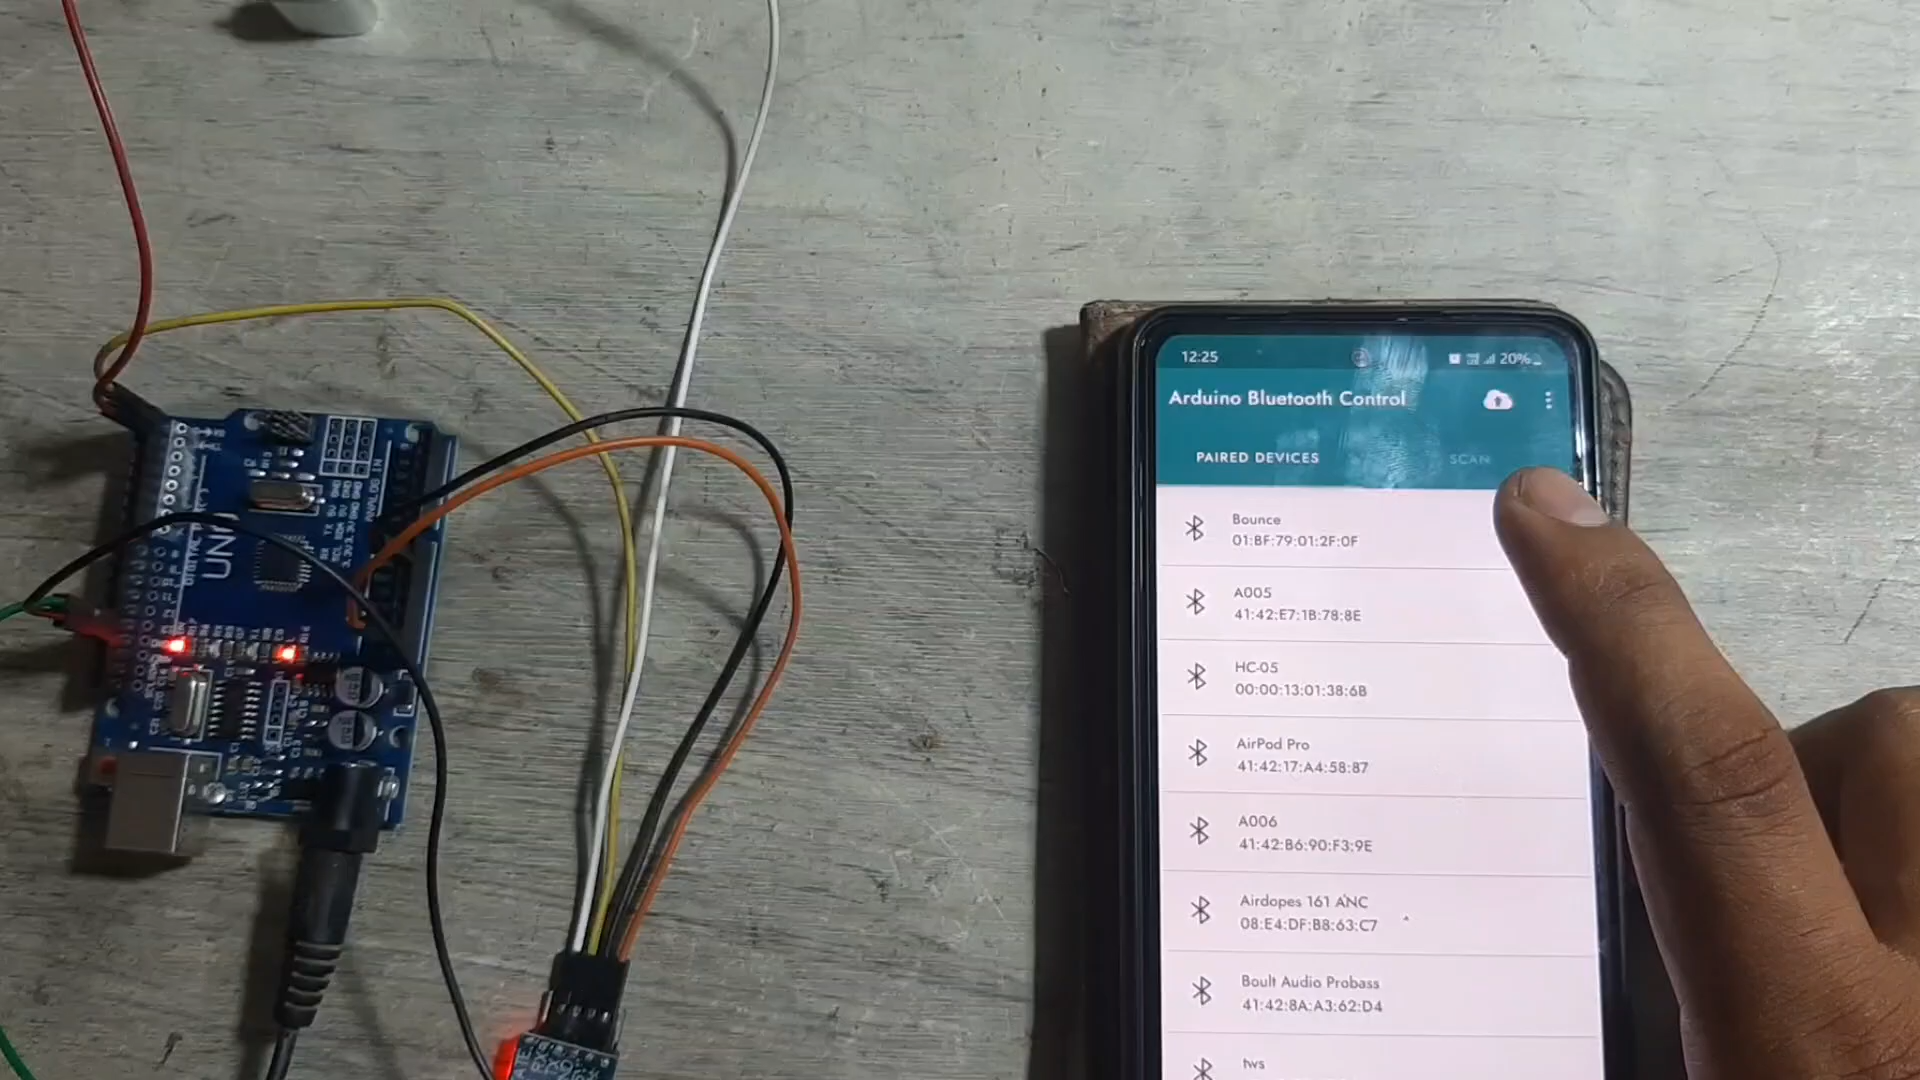 12:25
20%
Arduino Bluetooth Control
PAIRED DEVICES
SCAN
Bounce
01:BF:79:01:2F:0F
A005
41:42:E7:1B:78:8E
HC-05
00:00:13:01:38:6B
AirPod Pro
41:42:17:A4:58:87
A006
41:42:B6:90:F3:9E
Airdopes 161 ANC
08:E4:DF:B8:63:C7
Boult Audio Probass
41:42:8A:A3:62:D4
tws
ANALOG IN